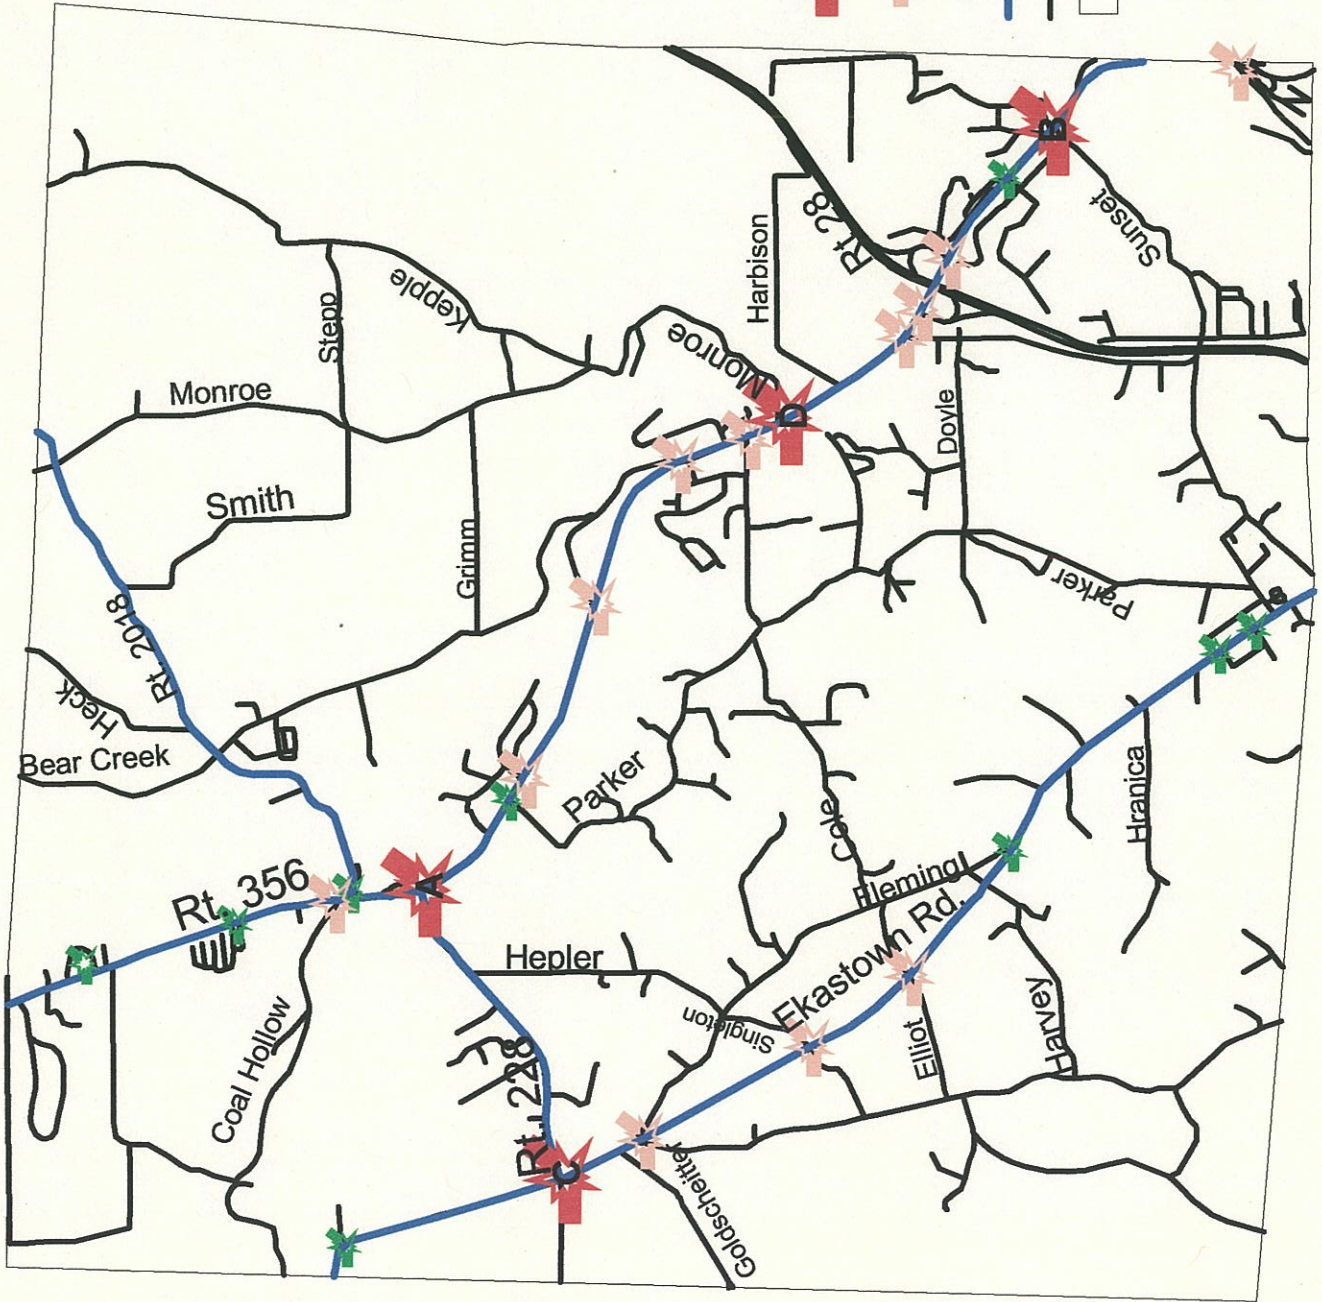 B
Sunset
Rt. 28
Harbison
Kepple
Stepp
Monroe
Monroe
D
Doyle
Smith
Grimm
Parker
Rt. 2018
Heck
Bear Creek
Parker
Hranica
Cole
Fleming
Rt. 356
A
Ekastown Rd.
Hepler
Singleton
Elliot
Harvey
Coal Hollow
Rt. 228
C
Goldscheitter